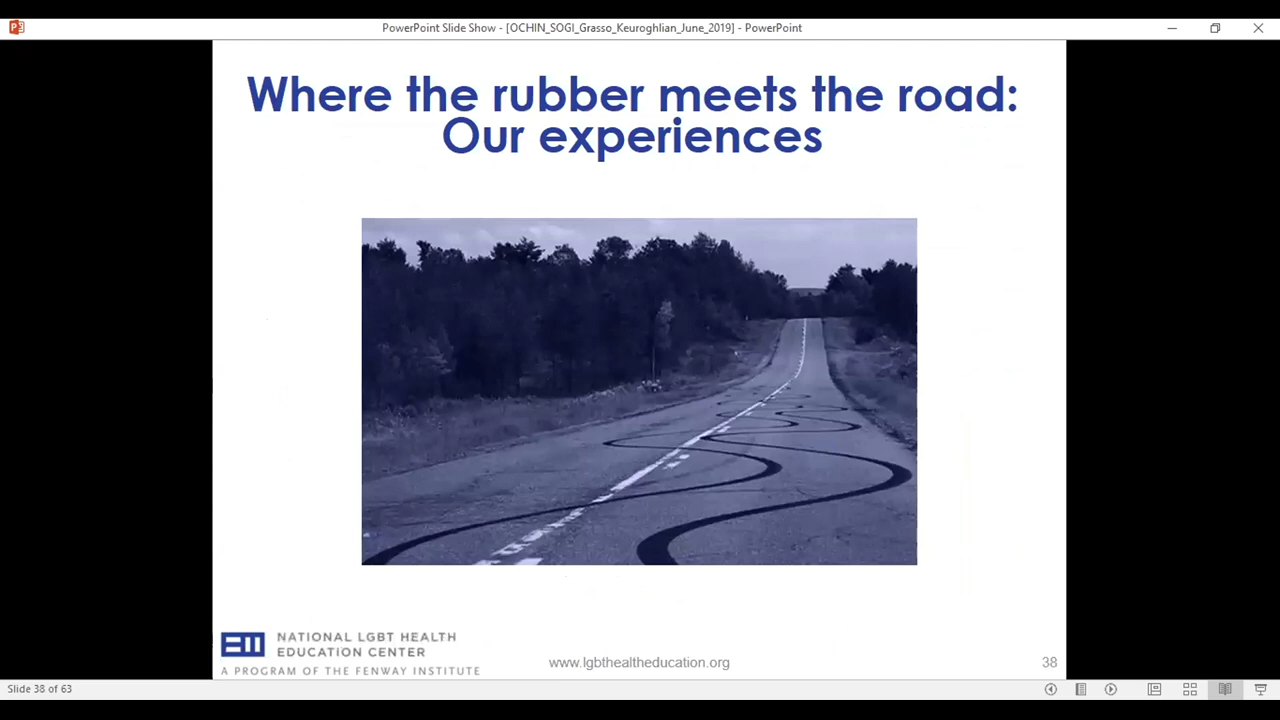 PowerPoint Slide Show - [OCHIN_SOGI_Grasso_Keuroghlian_June_2019] - PowerPoint
Where the rubber meets the road:
Our experiences
NATIONAL LGBT HEALTH
EDUCATION CENTER
A PROGRAM OF THE FENWAY INSTITUTE
www.lgbthealtheducation.org
38
Slide 38 of 63